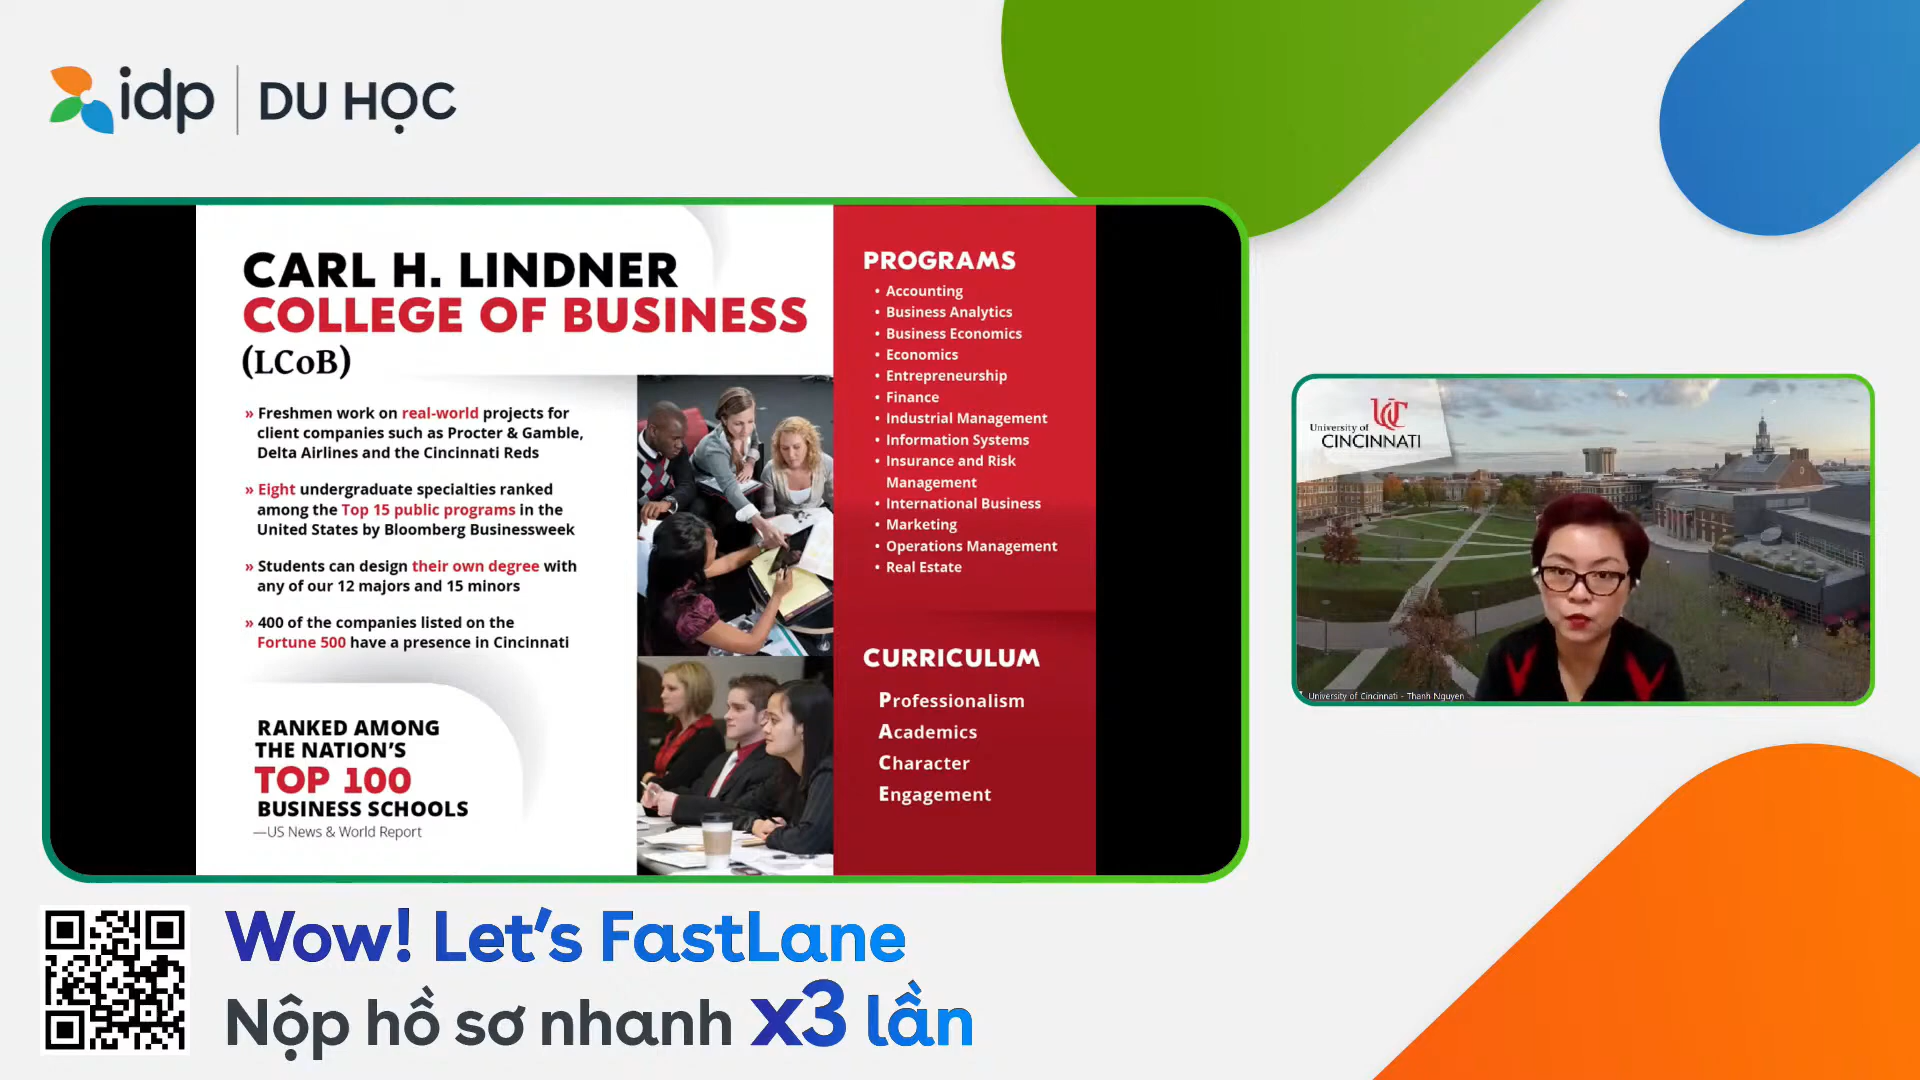 idp | DU HỌC
CARL H. LINDNER
COLLEGE OF BUSINESS
(LCoB)
» Freshmen work on real-world projects for
client companies such as Procter & Gamble,
Delta Airlines and the Cincinnati Reds
» Eight undergraduate specialties ranked
among the Top 15 public programs in the
United States by Bloomberg Businessweek
» Students can design their own degree with
any of our 12 majors and 15 minors
» 400 of the companies listed on the
Fortune 500 have a presence in Cincinnati
RANKED AMONG
THE NATION'S
TOP 100
BUSINESS SCHOOLS
—US News & World Report
PROGRAMS
• Accounting
• Business Analytics
• Business Economics
• Economics
• Entrepreneurship
• Finance
• Industrial Management
• Information Systems
• Insurance and Risk
Management
• International Business
• Marketing
• Operations Management
• Real Estate
CURRICULUM
Professionalism
Academics
Character
Engagement
UC
University of
CINCINNATI
University of Cincinnati - Thanh Nguyen
Wow! Let's FastLane
Nộp hồ sơ nhanh x3 lần